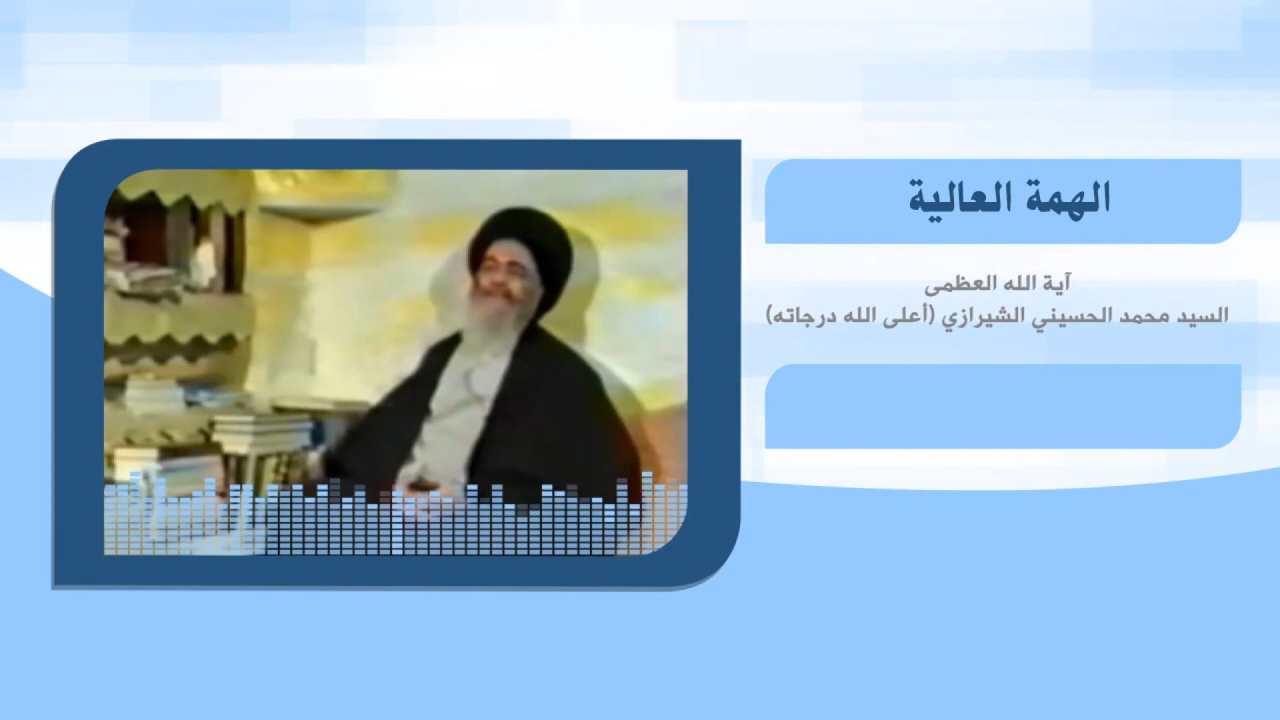 الهمة العالية
آية الله العظمى
السيد محمد الحسيني الشيرازي (أعلى الله درجاته)